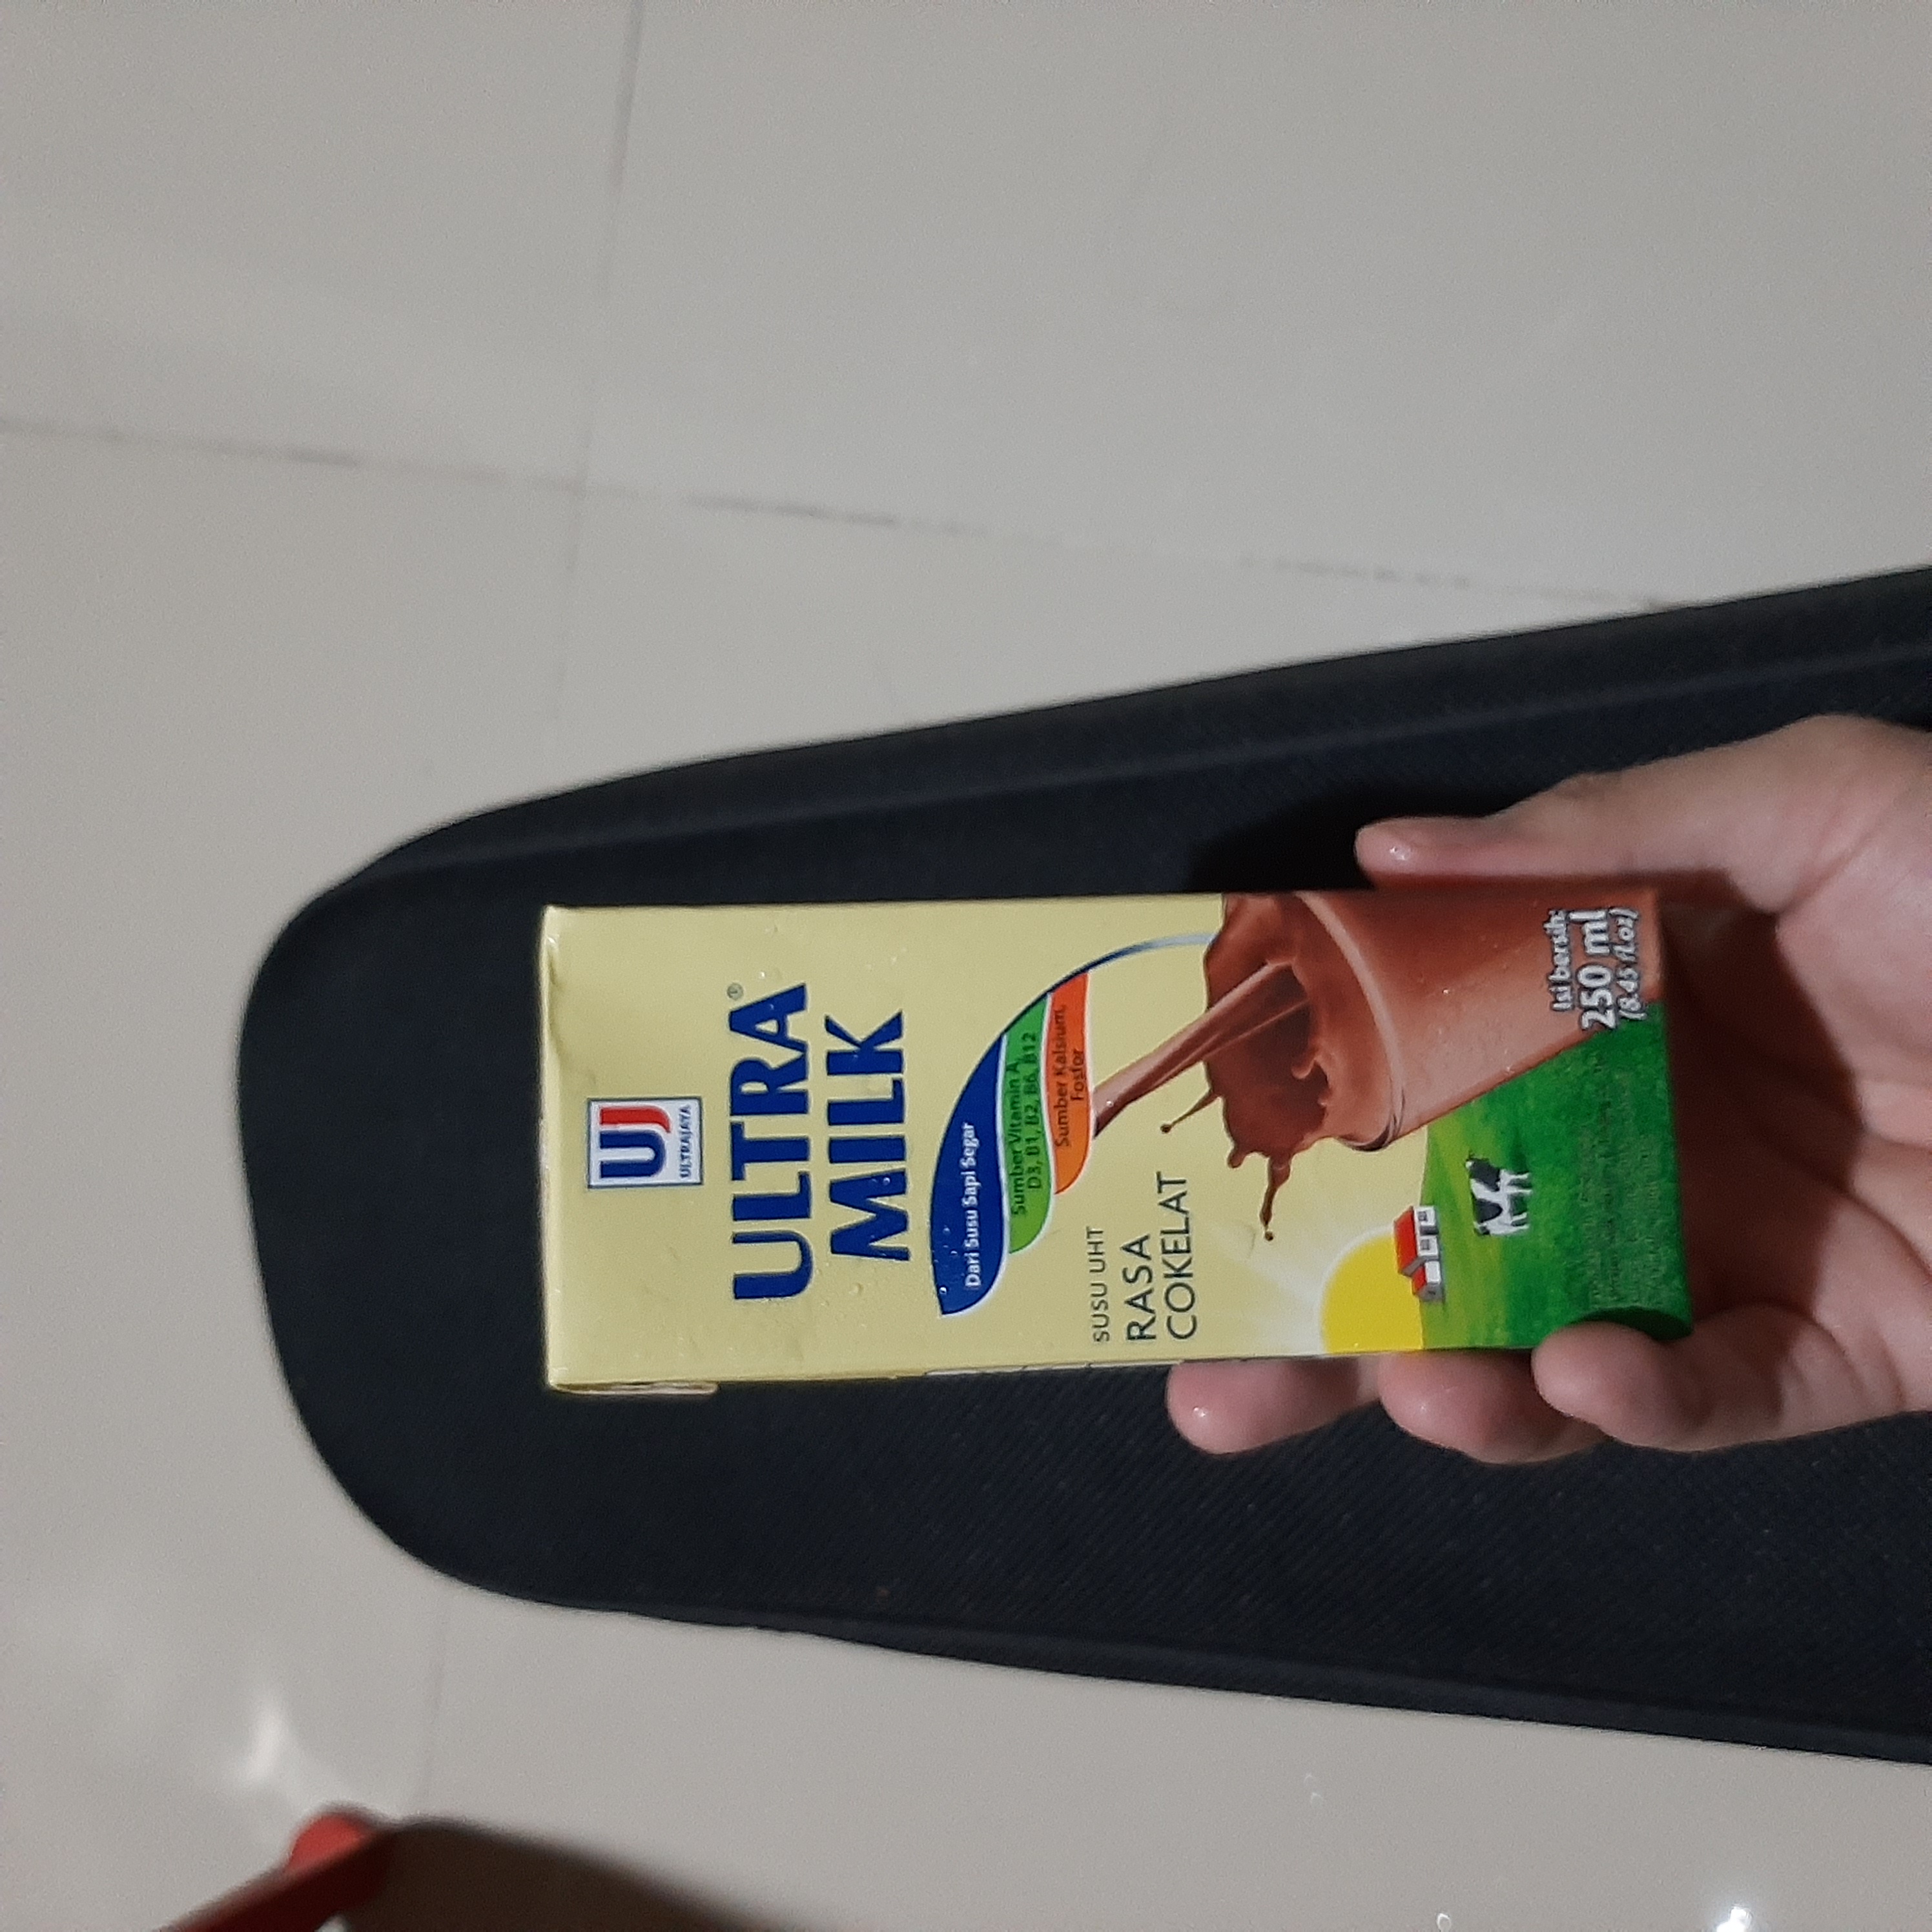 UJ
ULTRAJAYA
ULTRA®
MILK
Dari Susu Sapi Segar
Sumber Vitamin A,
D3, B1, B2, B6, B12
Sumber Kalsium,
Fosfor
SUSU UHT
RASA
COKELAT
Isi bersih:
250 ml
(8.45 fl.oz)